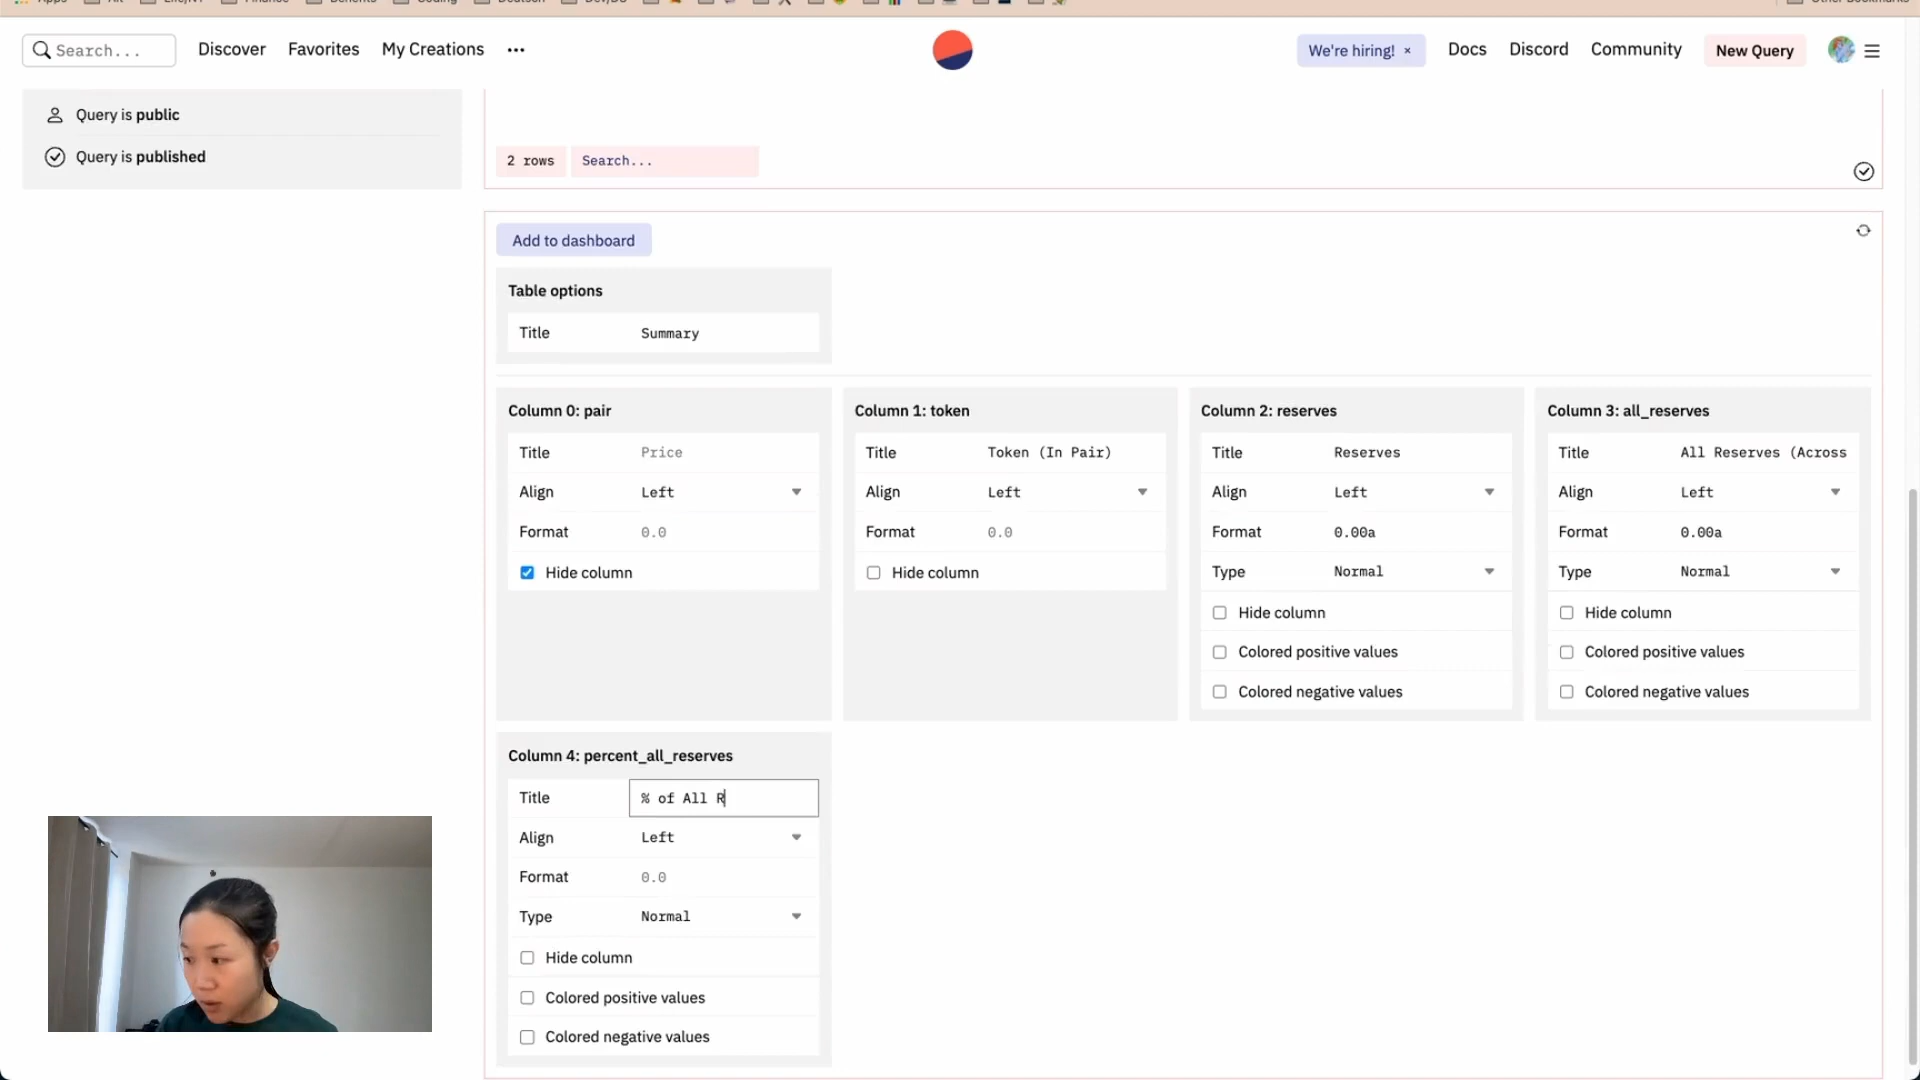 Search...
Discover
Favorites
My Creations
We're hiring! ×
Docs
Discord
Community
New Query
Query is public
Query is published
2 rows
Search...
Add to dashboard
Table options
Title Summary
Column 0: pair
Title Price
Align Left
Format 0.0
Hide column
Column 1: token
Title Token (In Pair)
Align Left
Format 0.0
Hide column
Column 2: reserves
Title Reserves
Align Left
Format 0.00a
Type Normal
Hide column
Colored positive values
Colored negative values
Column 3: all_reserves
Title All Reserves (Across
Align Left
Format 0.00a
Type Normal
Hide column
Colored positive values
Colored negative values
Column 4: percent_all_reserves
Title % of All R
Align Left
Format 0.0
Type Normal
Hide column
Colored positive values
Colored negative values